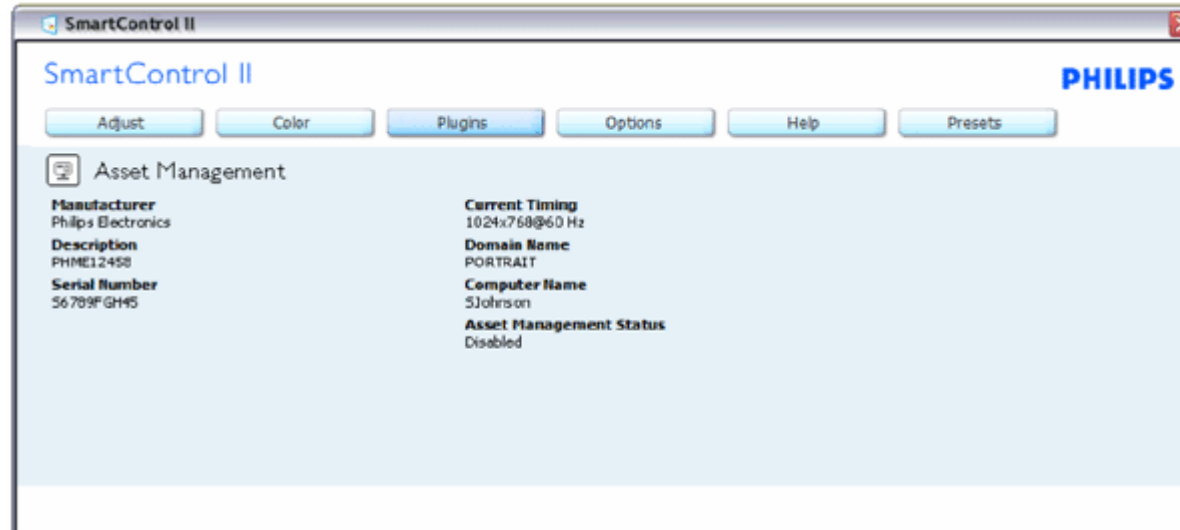 SmartControl II
SmartControl II
PHILIPS
Adjust Color Plugins Options Help Presets
Asset Management
Manufacturer
Philips Electronics
Description
PHME12458
Serial Number
56789FGH45
Current Timing
1024x768@60 Hz
Domain Name
PORTRAIT
Computer Name
SJohnson
Asset Management Status
Disabled